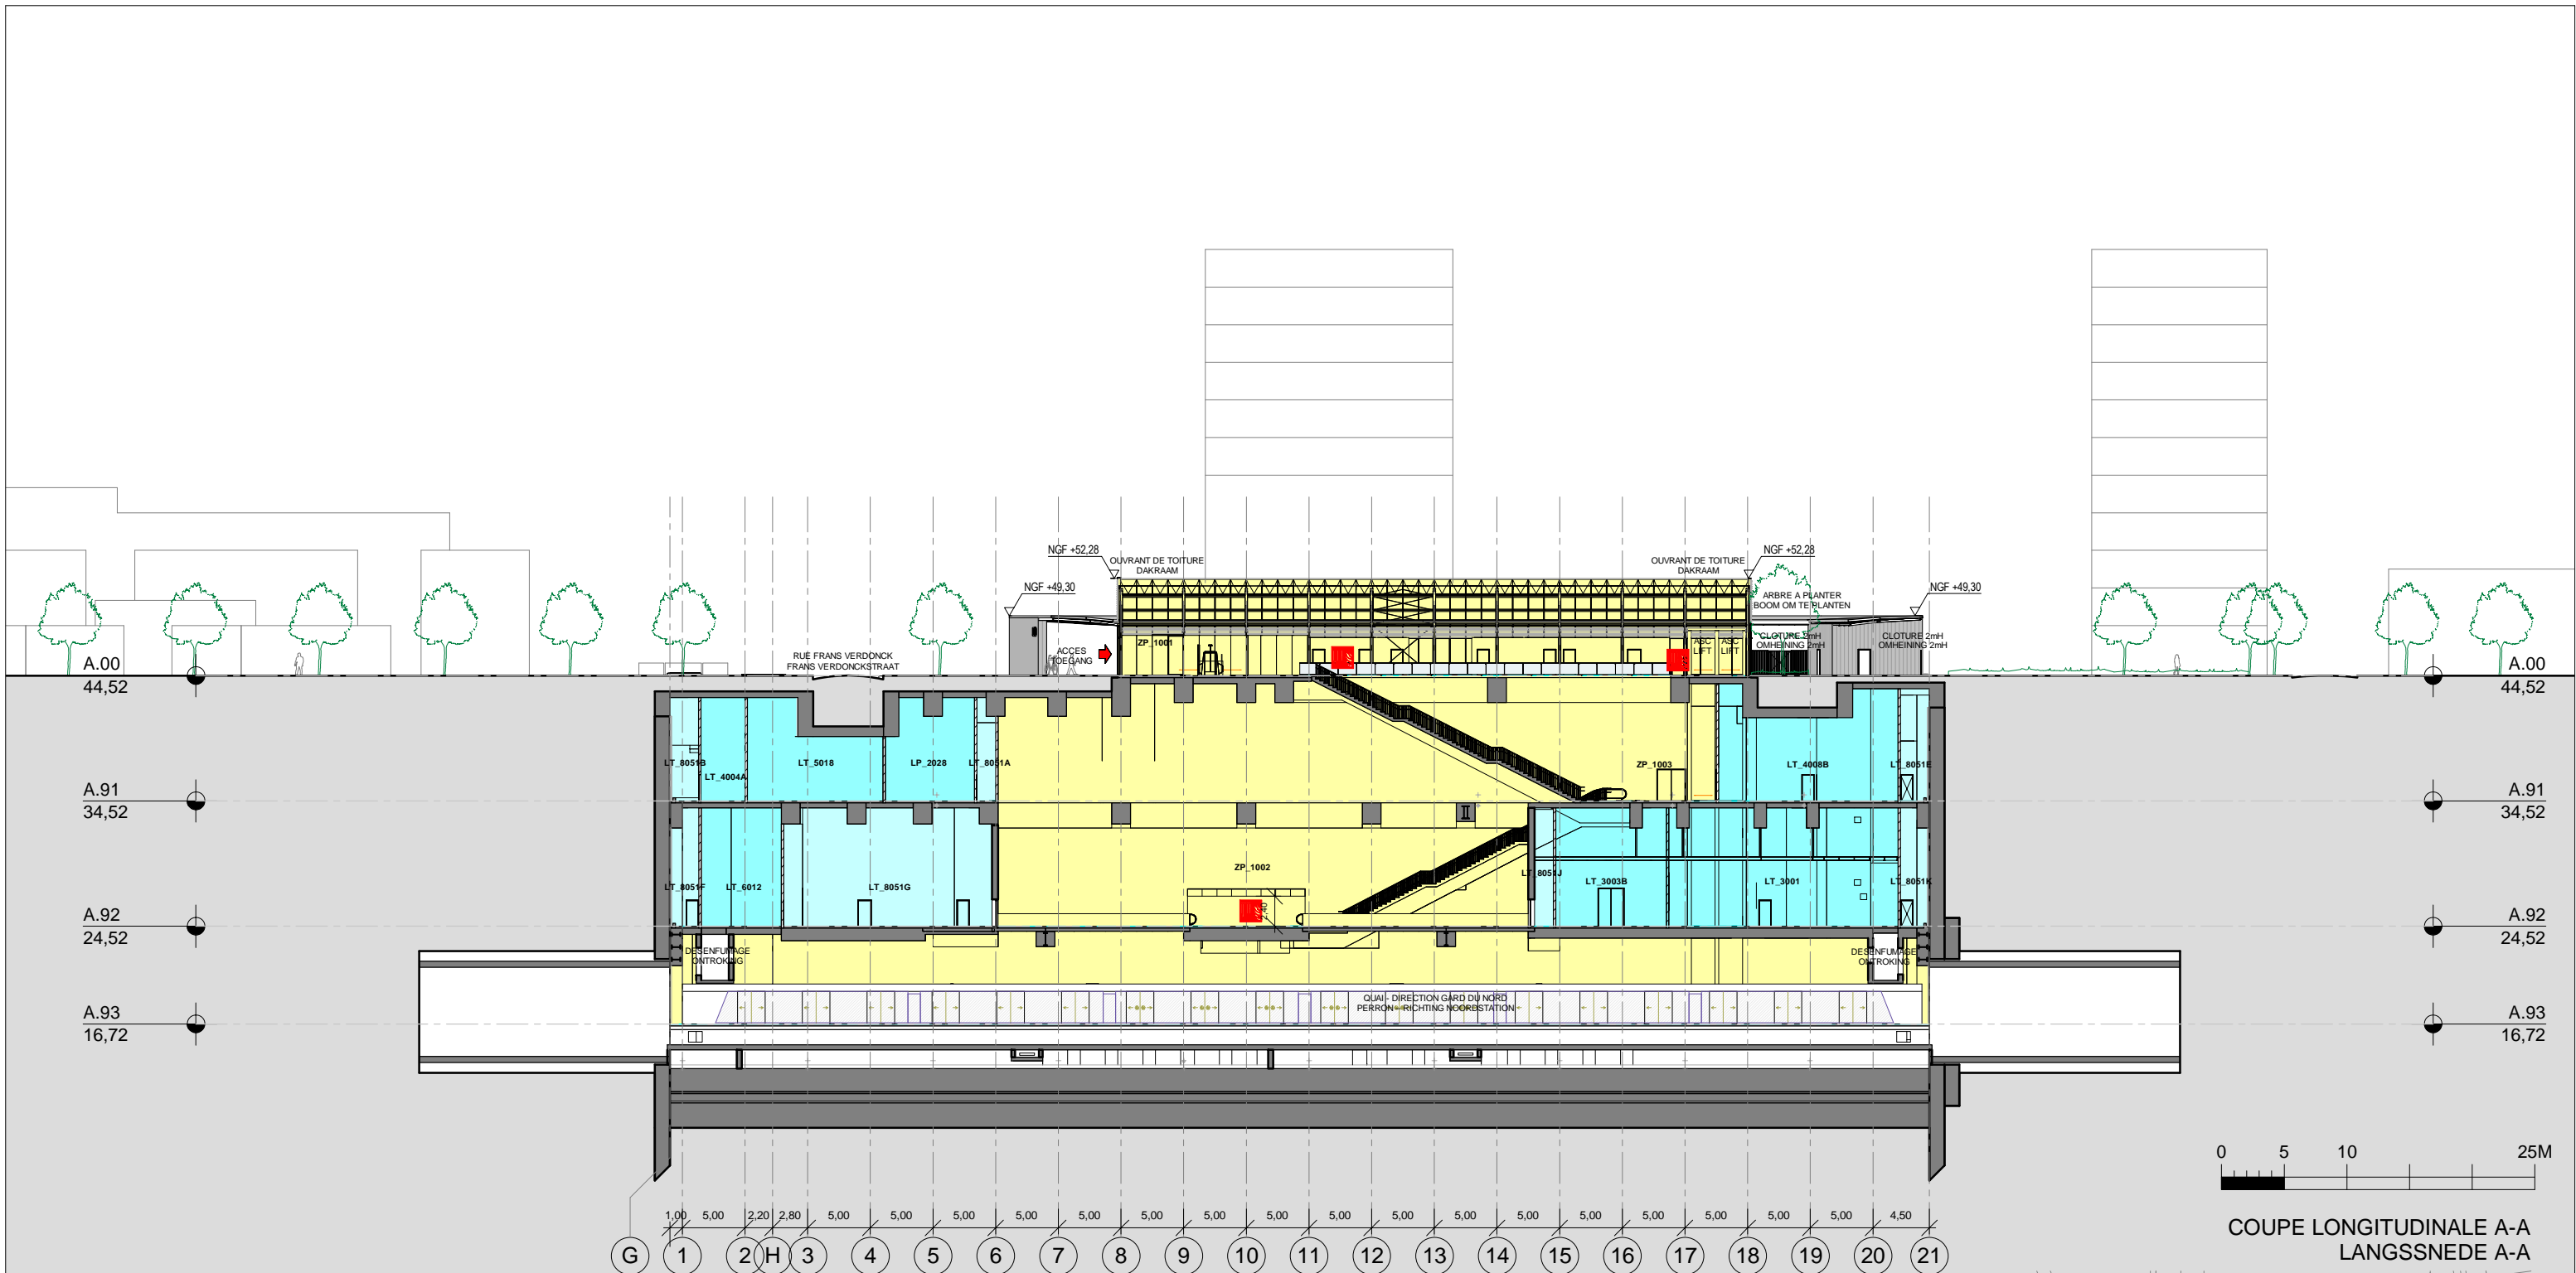 NGF +52,28
OUVRANT DE TOITURE
DAKRAAM
OUVRANT DE TOITURE
DAKRAAM
NGF +52,28
NGF +49,30
NGF +49,30
ARBRE A PLANTER
BOOM OM TE PLANTEN
ACCES
TOEGANG
ZP_1001
ASC
LIFT
ASC
LIFT
CLOTURE 2mH
OMHEINING 2mH
CLOTURE 2mH
OMHEINING 2mH
RUE FRANS VERDONCK
FRANS VERDONCKSTRAAT
A.00
44,52
A.00
44,52
LT_8051B
LT_4004A
LT_5018
LP_2028
LT_8051A
ZP_1003
LT_4008B
LT_8051E
A.91
34,52
A.91
34,52
LT_8051F
LT_6012
LT_8051G
ZP_1002
2,40
LT_8051J
LT_3003B
LT_3001
LT_8051K
A.92
24,52
A.92
24,52
DESENFUMAGE
ONTROKING
DESENFUMAGE
ONTROKING
QUAI - DIRECTION GARD DU NORD
PERRON - RICHTING NOORDSTATION
A.93
16,72
A.93
16,72
0 5 10 25M
1,00 5,00 2,20 2,80 5,00 5,00 5,00 5,00 5,00 5,00 5,00 5,00 5,00 5,00 5,00 5,00 5,00 5,00 5,00 5,00 5,00 4,50
G 1 2 H 3 4 5 6 7 8 9 10 11 12 13 14 15 16 17 18 19 20 21
COUPE LONGITUDINALE A-A
LANGSSNEDE A-A